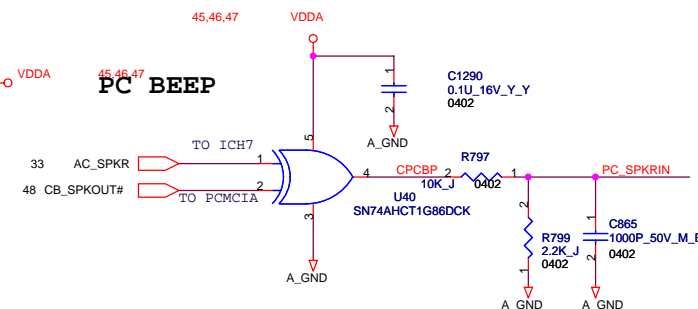 45,46,47
VDDA
VDDA
45,46,47
PC BEEP
C1290
0.1U_16V_Y_Y
0402
1
2
A_GND
TO ICH7
5
33
AC_SPKR
1
4
CPCBP
2
R797
1
PC_SPKRIN
10K_J
0402
48
CB_SPKOUT#
2
TO PCMCIA
U40
SN74AHCT1G86DCK
3
A_GND
2
R799
2.2K_J
0402
1
A_GND
1
C865
1000P_50V_M_B
0402
2
A_GND